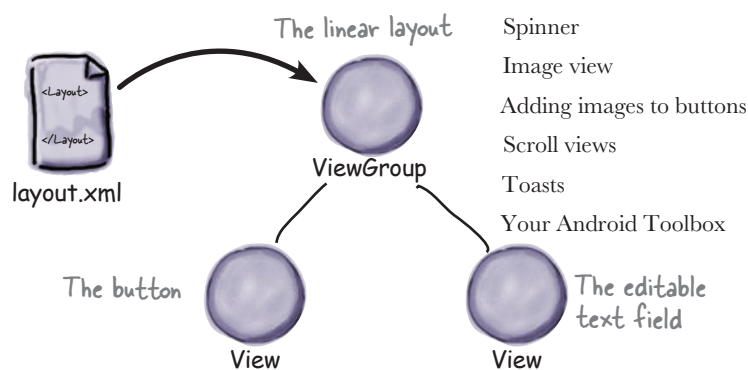 The linear layout
<Layout>
</Layout>
layout.xml
ViewGroup
The button
View
The editable
text field
View
Spinner
Image view
Adding images to buttons
Scroll views
Toasts
Your Android Toolbox